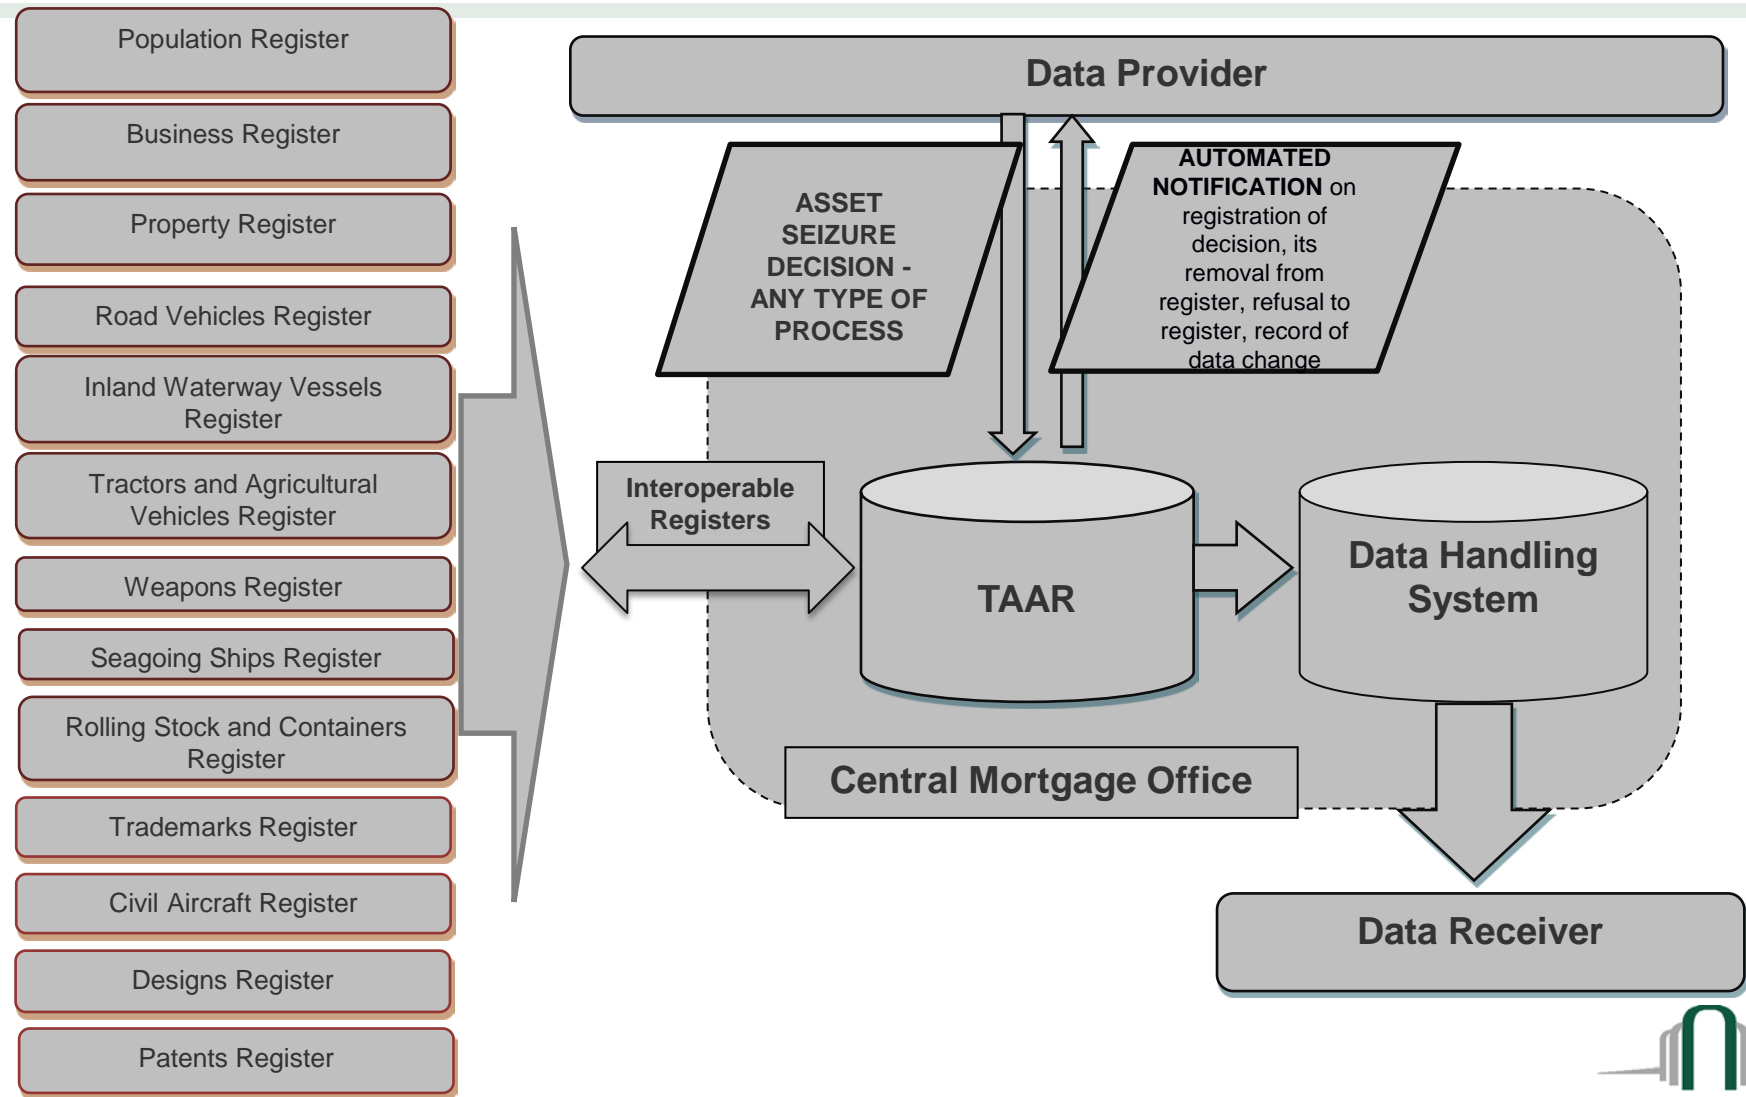 Population Register
Business Register
Property Register
Road Vehicles Register
Inland Waterway Vessels
Register
Tractors and Agricultural
Vehicles Register
Weapons Register
Seagoing Ships Register
Rolling Stock and Containers
Register
Trademarks Register
Civil Aircraft Register
Designs Register
Patents Register
Data Provider
ASSET
SEIZURE
DECISION -
ANY TYPE OF
PROCESS
AUTOMATED
NOTIFICATION on
registration of
decision, its
removal from
register, refusal to
register, record of
data change
Interoperable
Registers
TAAR
Data Handling
System
Central Mortgage Office
Data Receiver